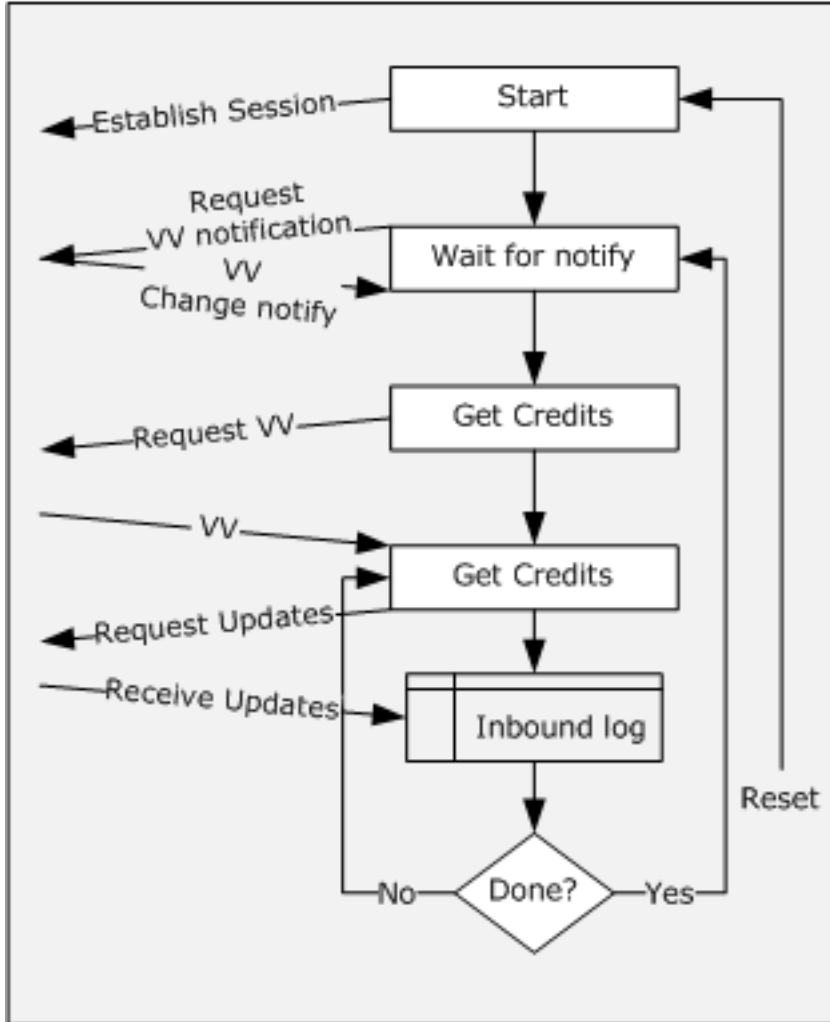 Start
Establish Session
Request
VV notification
Wait for notify
VV
Change notify
Get Credits
Request VV
VV
Get Credits
Request Updates
Receive Updates
Inbound log
Reset
No
Done?
Yes